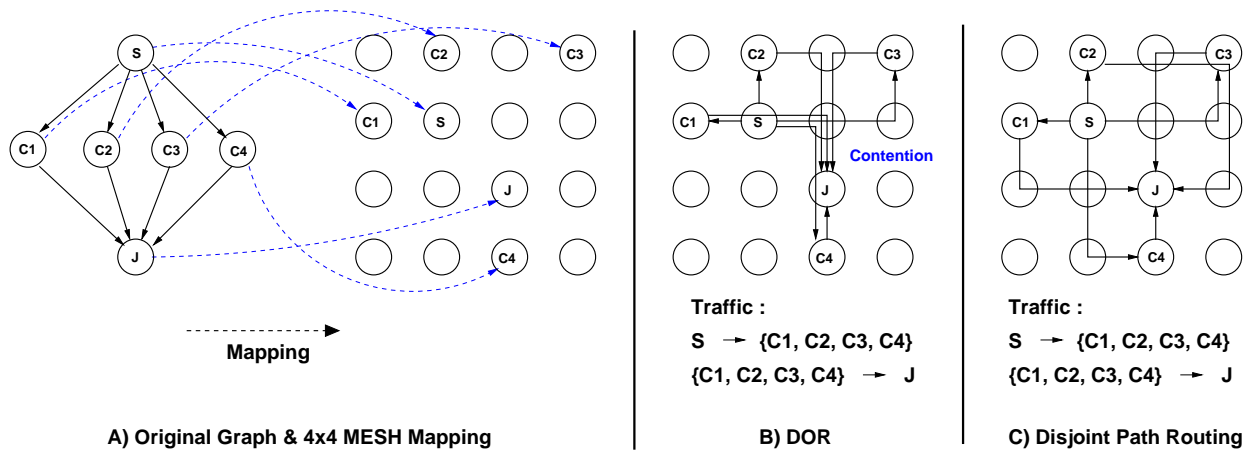 S
C1
C2
C3
C4
J
C2
C3
C1
S
J
C4
Mapping
A) Original Graph & 4x4 MESH Mapping
C2
C3
C1
S
Contention
J
C4
Traffic :
S → {C1, C2, C3, C4}
{C1, C2, C3, C4} → J
B) DOR
C2
C3
C1
S
J
C4
Traffic :
S → {C1, C2, C3, C4}
{C1, C2, C3, C4} → J
C) Disjoint Path Routing